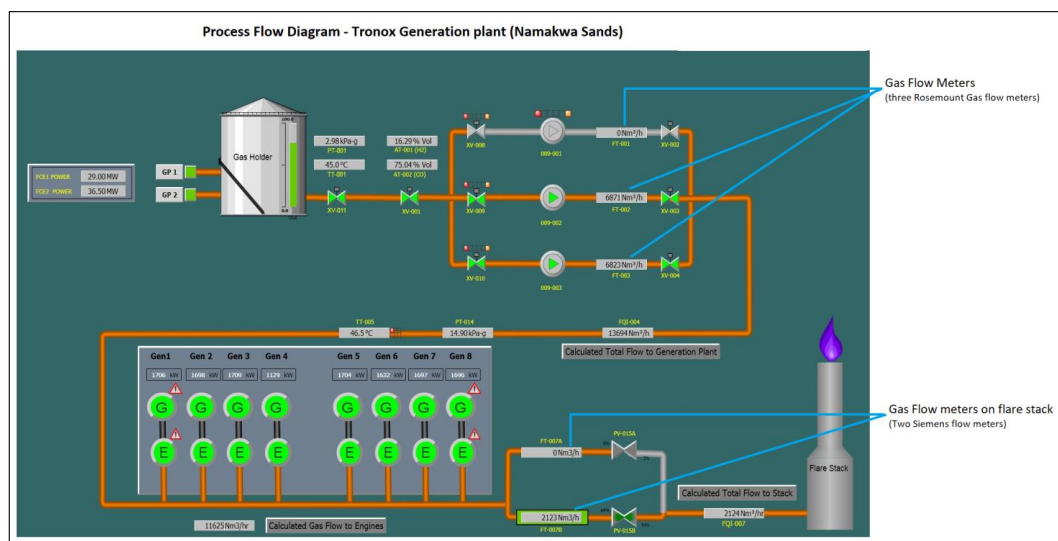 Process Flow Diagram - Tronox Generation plant (Namakwa Sands)
Gas Flow Meters
(three Rosemount Gas flow meters)
100.0
Gas Holder
0.0
FCE1 POWER 29.00 MW
FCE2 POWER 36.50 MW
GP 1
GP 2
2.98 kPa-g
PT-001
16.29 % Vol
AT-001 (H2)
45.0 ºC
TT-001
75.04 % Vol
AT-002 (CO)
XV-011
XV-001
XV-008
009-001
0 Nm³/h
FT-001
XV-002
XV-009
009-002
6871 Nm³/h
FT-002
XV-003
XV-010
009-003
6823 Nm³/h
FT-003
XV-004
TT-005
46.5 ºC
PT-014
14.90 kPa-g
FQI-004
13694 Nm³/h
Calculated Total Flow to Generation Plant
Gen1 Gen 2 Gen 3 Gen 4 Gen 5 Gen 6 Gen 7 Gen 8
1706 kW 1698 kW 1709 kW 1129 kW 1704 kW 1632 kW 1697 kW 1696 kW
G G G G G G G G
E E E E E E E E
Gas Flow meters on flare stack
(Two Siemens flow meters)
FT-007A
0 Nm3/h
PV-015A
Flare Stack
Calculated Total Flow to Stack
2123 Nm3/h
FT-007B
PV-015B
2124 Nm³/hr
FQI-007
11625 Nm3/hr
Calculated Gas Flow to Engines